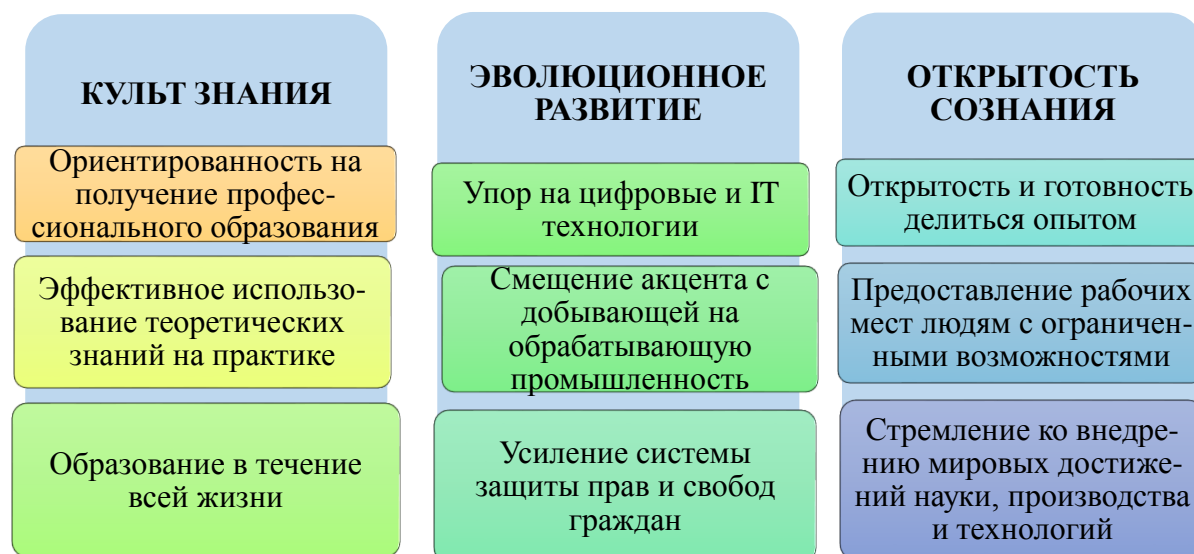 КУЛЬТ ЗНАНИЯ
Ориентированность на
получение профес-
сионального образования
Эффективное использо-
вание теоретических
знаний на практике
Образование в течение
всей жизни
ЭВОЛЮЦИОННОЕ
РАЗВИТИЕ
Упор на цифровые и IT
технологии
Смещение акцента с
добывающей на
обрабатывающую
промышленность
Усиление системы
защиты прав и свобод
граждан
ОТКРЫТОСТЬ
СОЗНАНИЯ
Открытость и готовность
делиться опытом
Предоставление рабочих
мест людям с ограничен-
ными возможностями
Стремление ко внедре-
нию мировых достиже-
ний науки, производства
и технологий